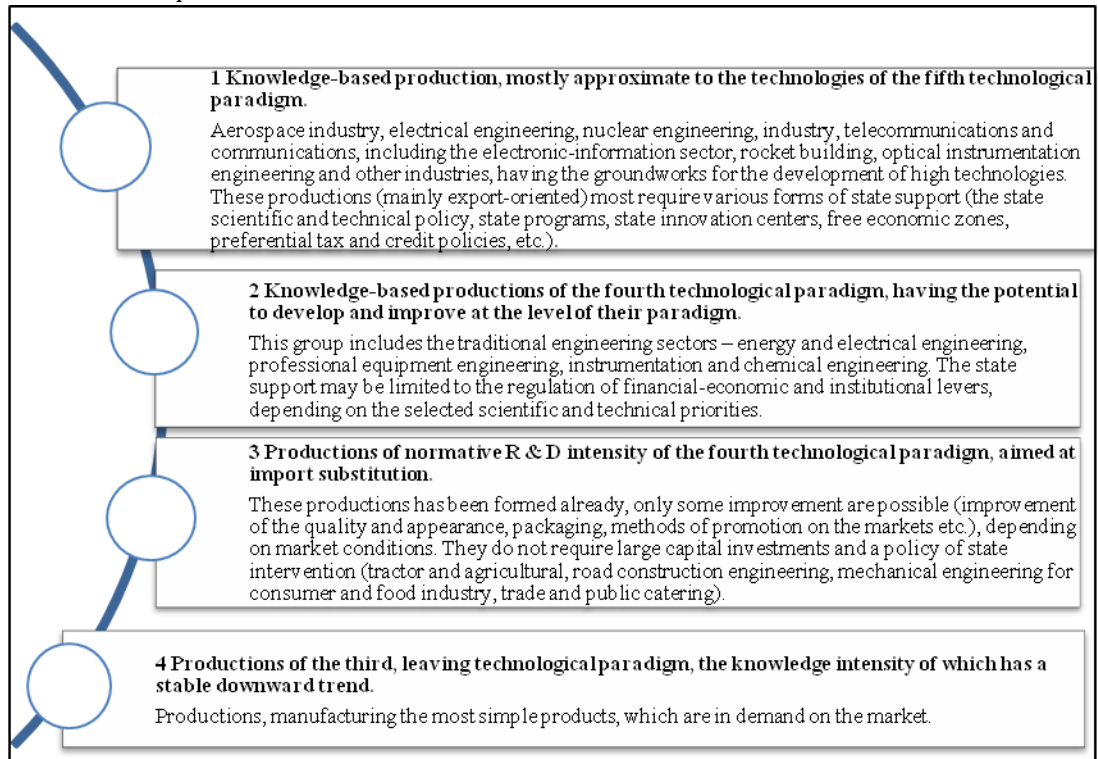 1 Knowledge-based production, mostly approximate to the technologies of the fifth technological
paradigm.
Aerospace industry, electrical engineering, nuclear engineering, industry, telecommunications and
communications, including the electronic-information sector, rocket building, optical instrumentation
engineering and other industries, having the groundworks for the development of high technologies.
These productions (mainly export-oriented) most require various forms of state support (the state
scientific and technical policy, state programs, state innovation centers, free economic zones,
preferential tax and credit policies, etc.).
2 Knowledge-based productions of the fourth technological paradigm, having the potential
to develop and improve at the level of their paradigm.
This group includes the traditional engineering sectors – energy and electrical engineering,
professional equipment engineering, instrumentation and chemical engineering. The state
support may be limited to the regulation of financial-economic and institutional levers,
depending on the selected scientific and technical priorities.
3 Productions of normative R & D intensity of the fourth technological paradigm, aimed at
import substitution.
These productions has been formed already, only some improvement are possible (improvement
of the quality and appearance, packaging, methods of promotion on the markets etc.), depending
on market conditions. They do not require large capital investments and a policy of state
intervention (tractor and agricultural, road construction engineering, mechanical engineering for
consumer and food industry, trade and public catering).
4 Productions of the third, leaving technological paradigm, the knowledge intensity of which has a
stable downward trend.
Productions, manufacturing the most simple products, which are in demand on the market.